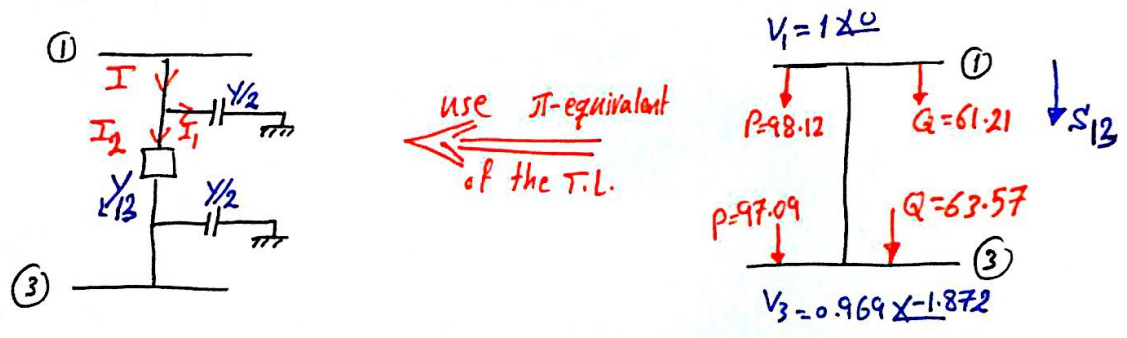 ①
I
Y/2
I₂
I₁
Y₁₃
Y/2
③
use π-equivalent
of the T.L.
V₁ = 1∠0
①
P=98.12
Q=61.21
S₁₃
P=97.09
Q=63.57
③
V₃=0.969∠-1.872